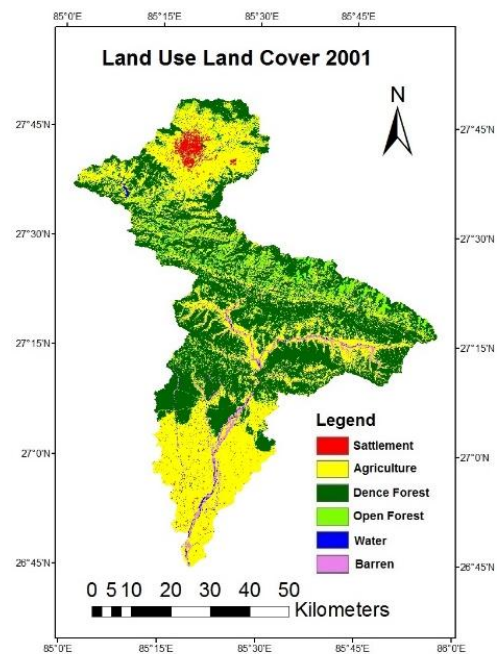 85°0'E 85°15'E 85°30'E 85°45'E
Land Use Land Cover 2001
N
27°45'N 27°45'N
27°30'N 27°30'N
27°15'N 27°15'N
27°0'N 27°0'N
26°45'N 26°45'N
Legend
Sattlement
Agriculture
Dence Forest
Open Forest
Water
Barren
0 5 10 20 30 40 50
Kilometers
85°0'E 85°15'E 85°30'E 85°45'E 86°0'E